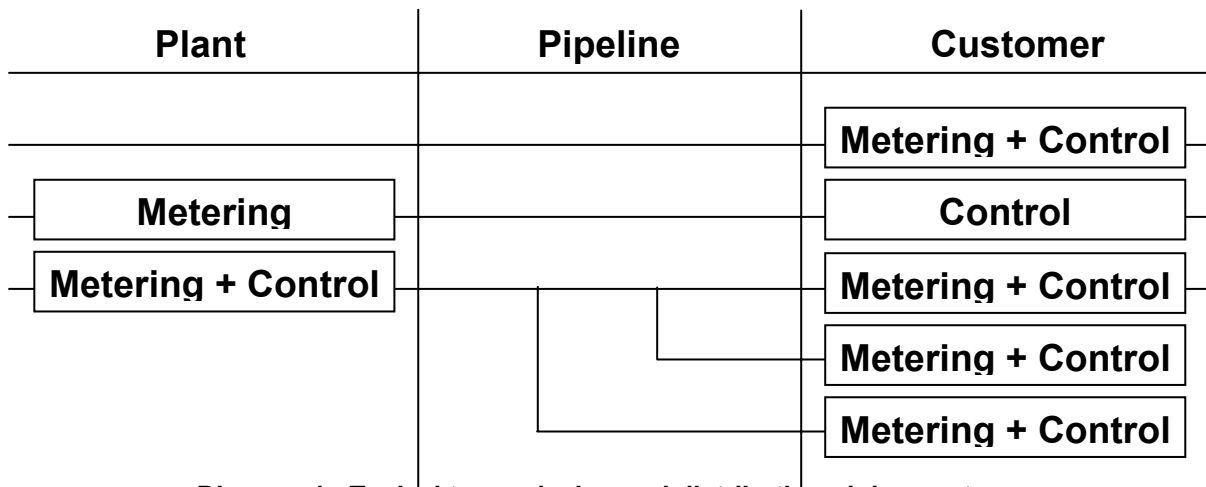 Plant Pipeline Customer
Metering + Control
Metering Control
Metering + Control Metering + Control
Metering + Control
Metering + Control